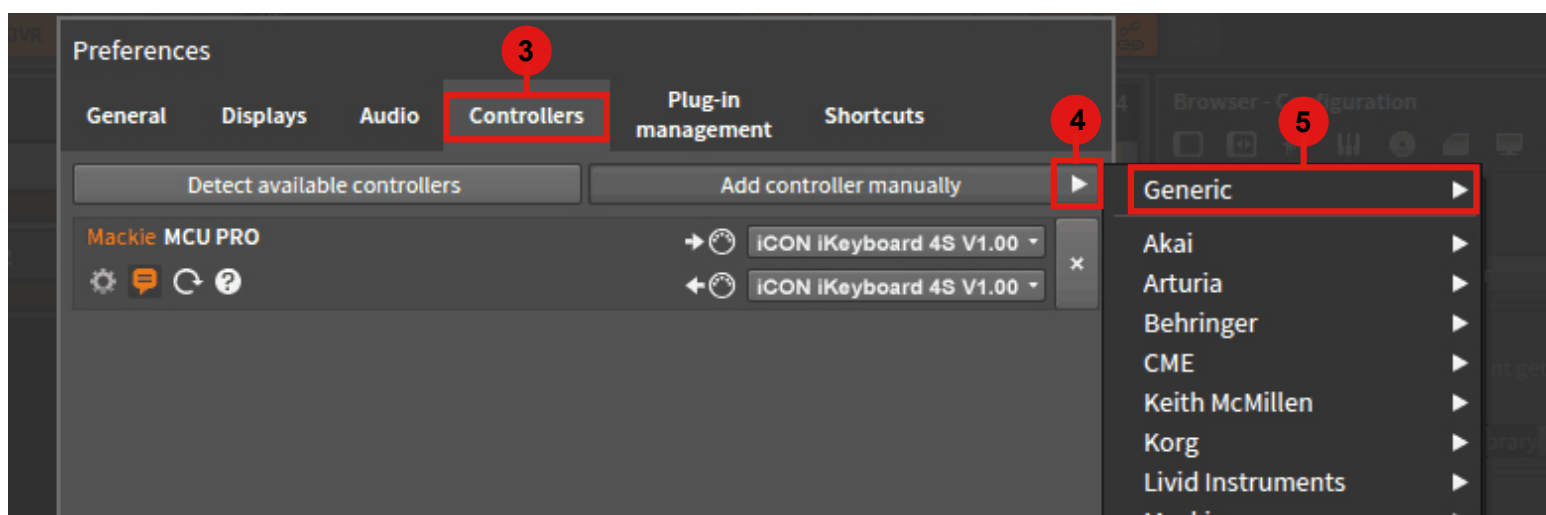 3
Preferences
General Displays Audio Controllers Plug-in management Shortcuts
4
5
Detect available controllers Add controller manually
Generic
Mackie MCU PRO
iCON iKeyboard 4S V1.00
iCON iKeyboard 4S V1.00
Akai
Arturia
Behringer
CME
Keith McMillen
Korg
Livid Instruments